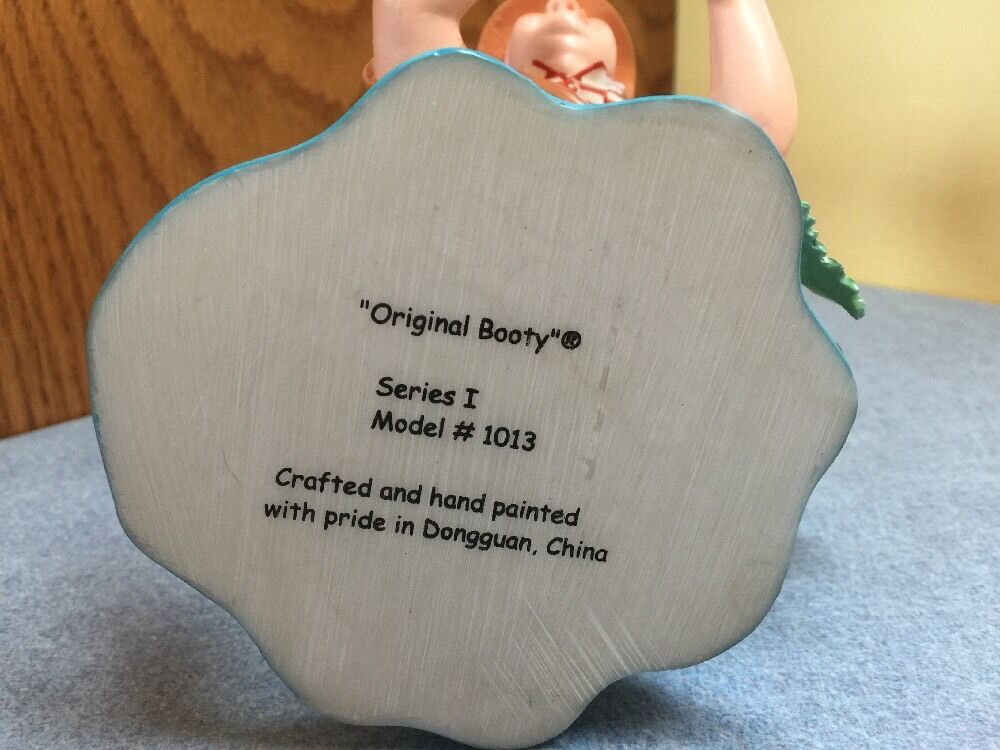 "Original Booty"®
Series I
Model # 1013
Crafted and hand painted
with pride in Dongguan, China